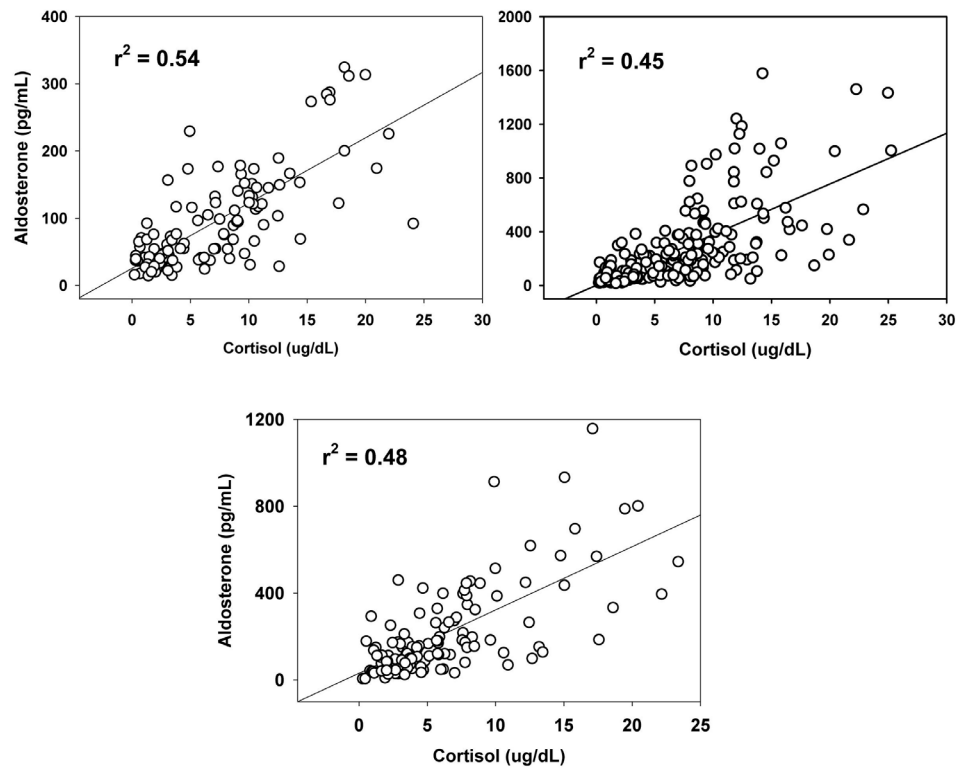 400
300
200
100
0
Aldosterone (pg/mL)
r² = 0.54
0 5 10 15 20 25 30
Cortisol (ug/dL)
2000
1600
1200
800
400
0
r² = 0.45
0 5 10 15 20 25 30
Cortisol (ug/dL)
1200
800
400
0
Aldosterone (pg/mL)
r² = 0.48
0 5 10 15 20 25
Cortisol (ug/dL)